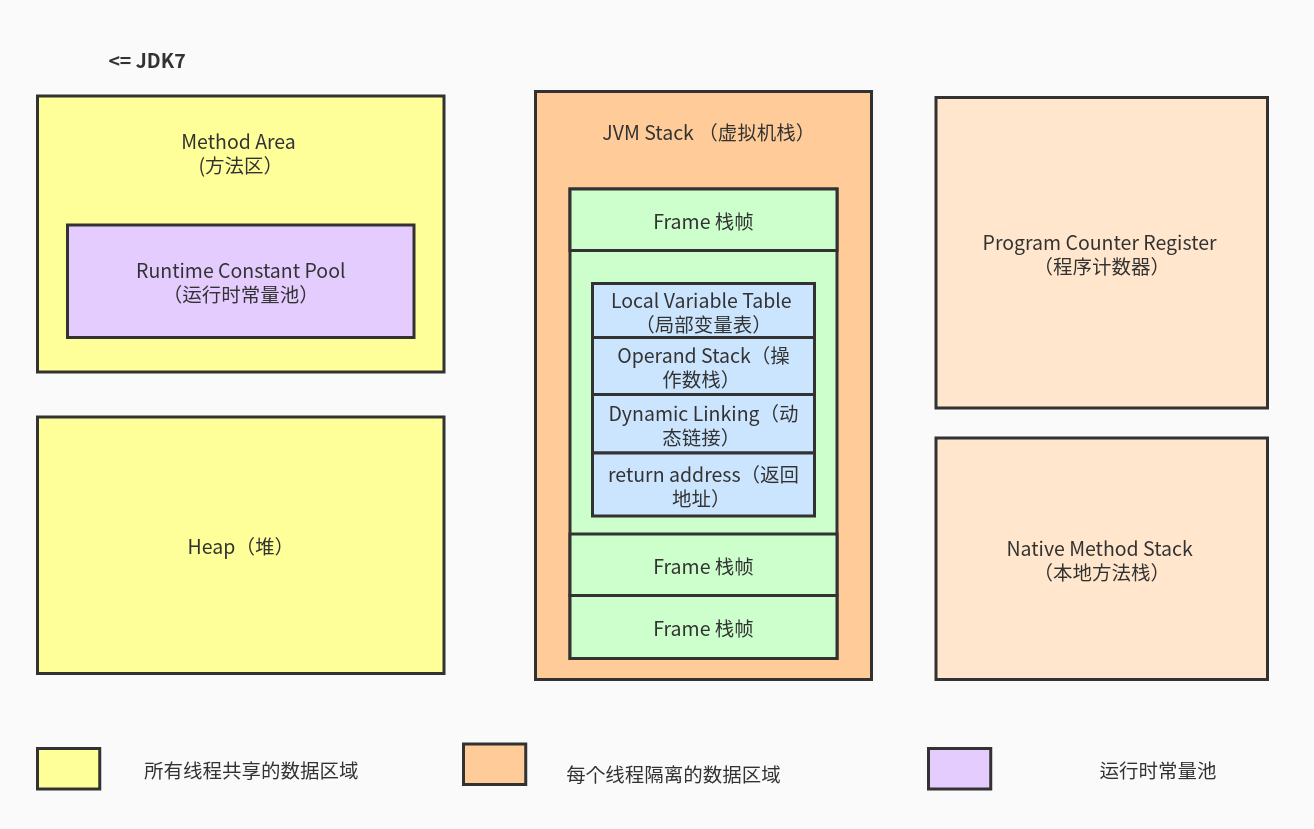 <= JDK7
Method Area
(方法区）
Runtime Constant Pool
（运行时常量池）
Heap（堆）
JVM Stack （虚拟机栈）
Frame 栈帧
Local Variable Table
（局部变量表）
Operand Stack（操
作数栈）
Dynamic Linking（动
态链接）
return address（返回
地址）
Frame 栈帧
Frame 栈帧
Program Counter Register
（程序计数器）
Native Method Stack
（本地方法栈）
所有线程共享的数据区域
每个线程隔离的数据区域
运行时常量池